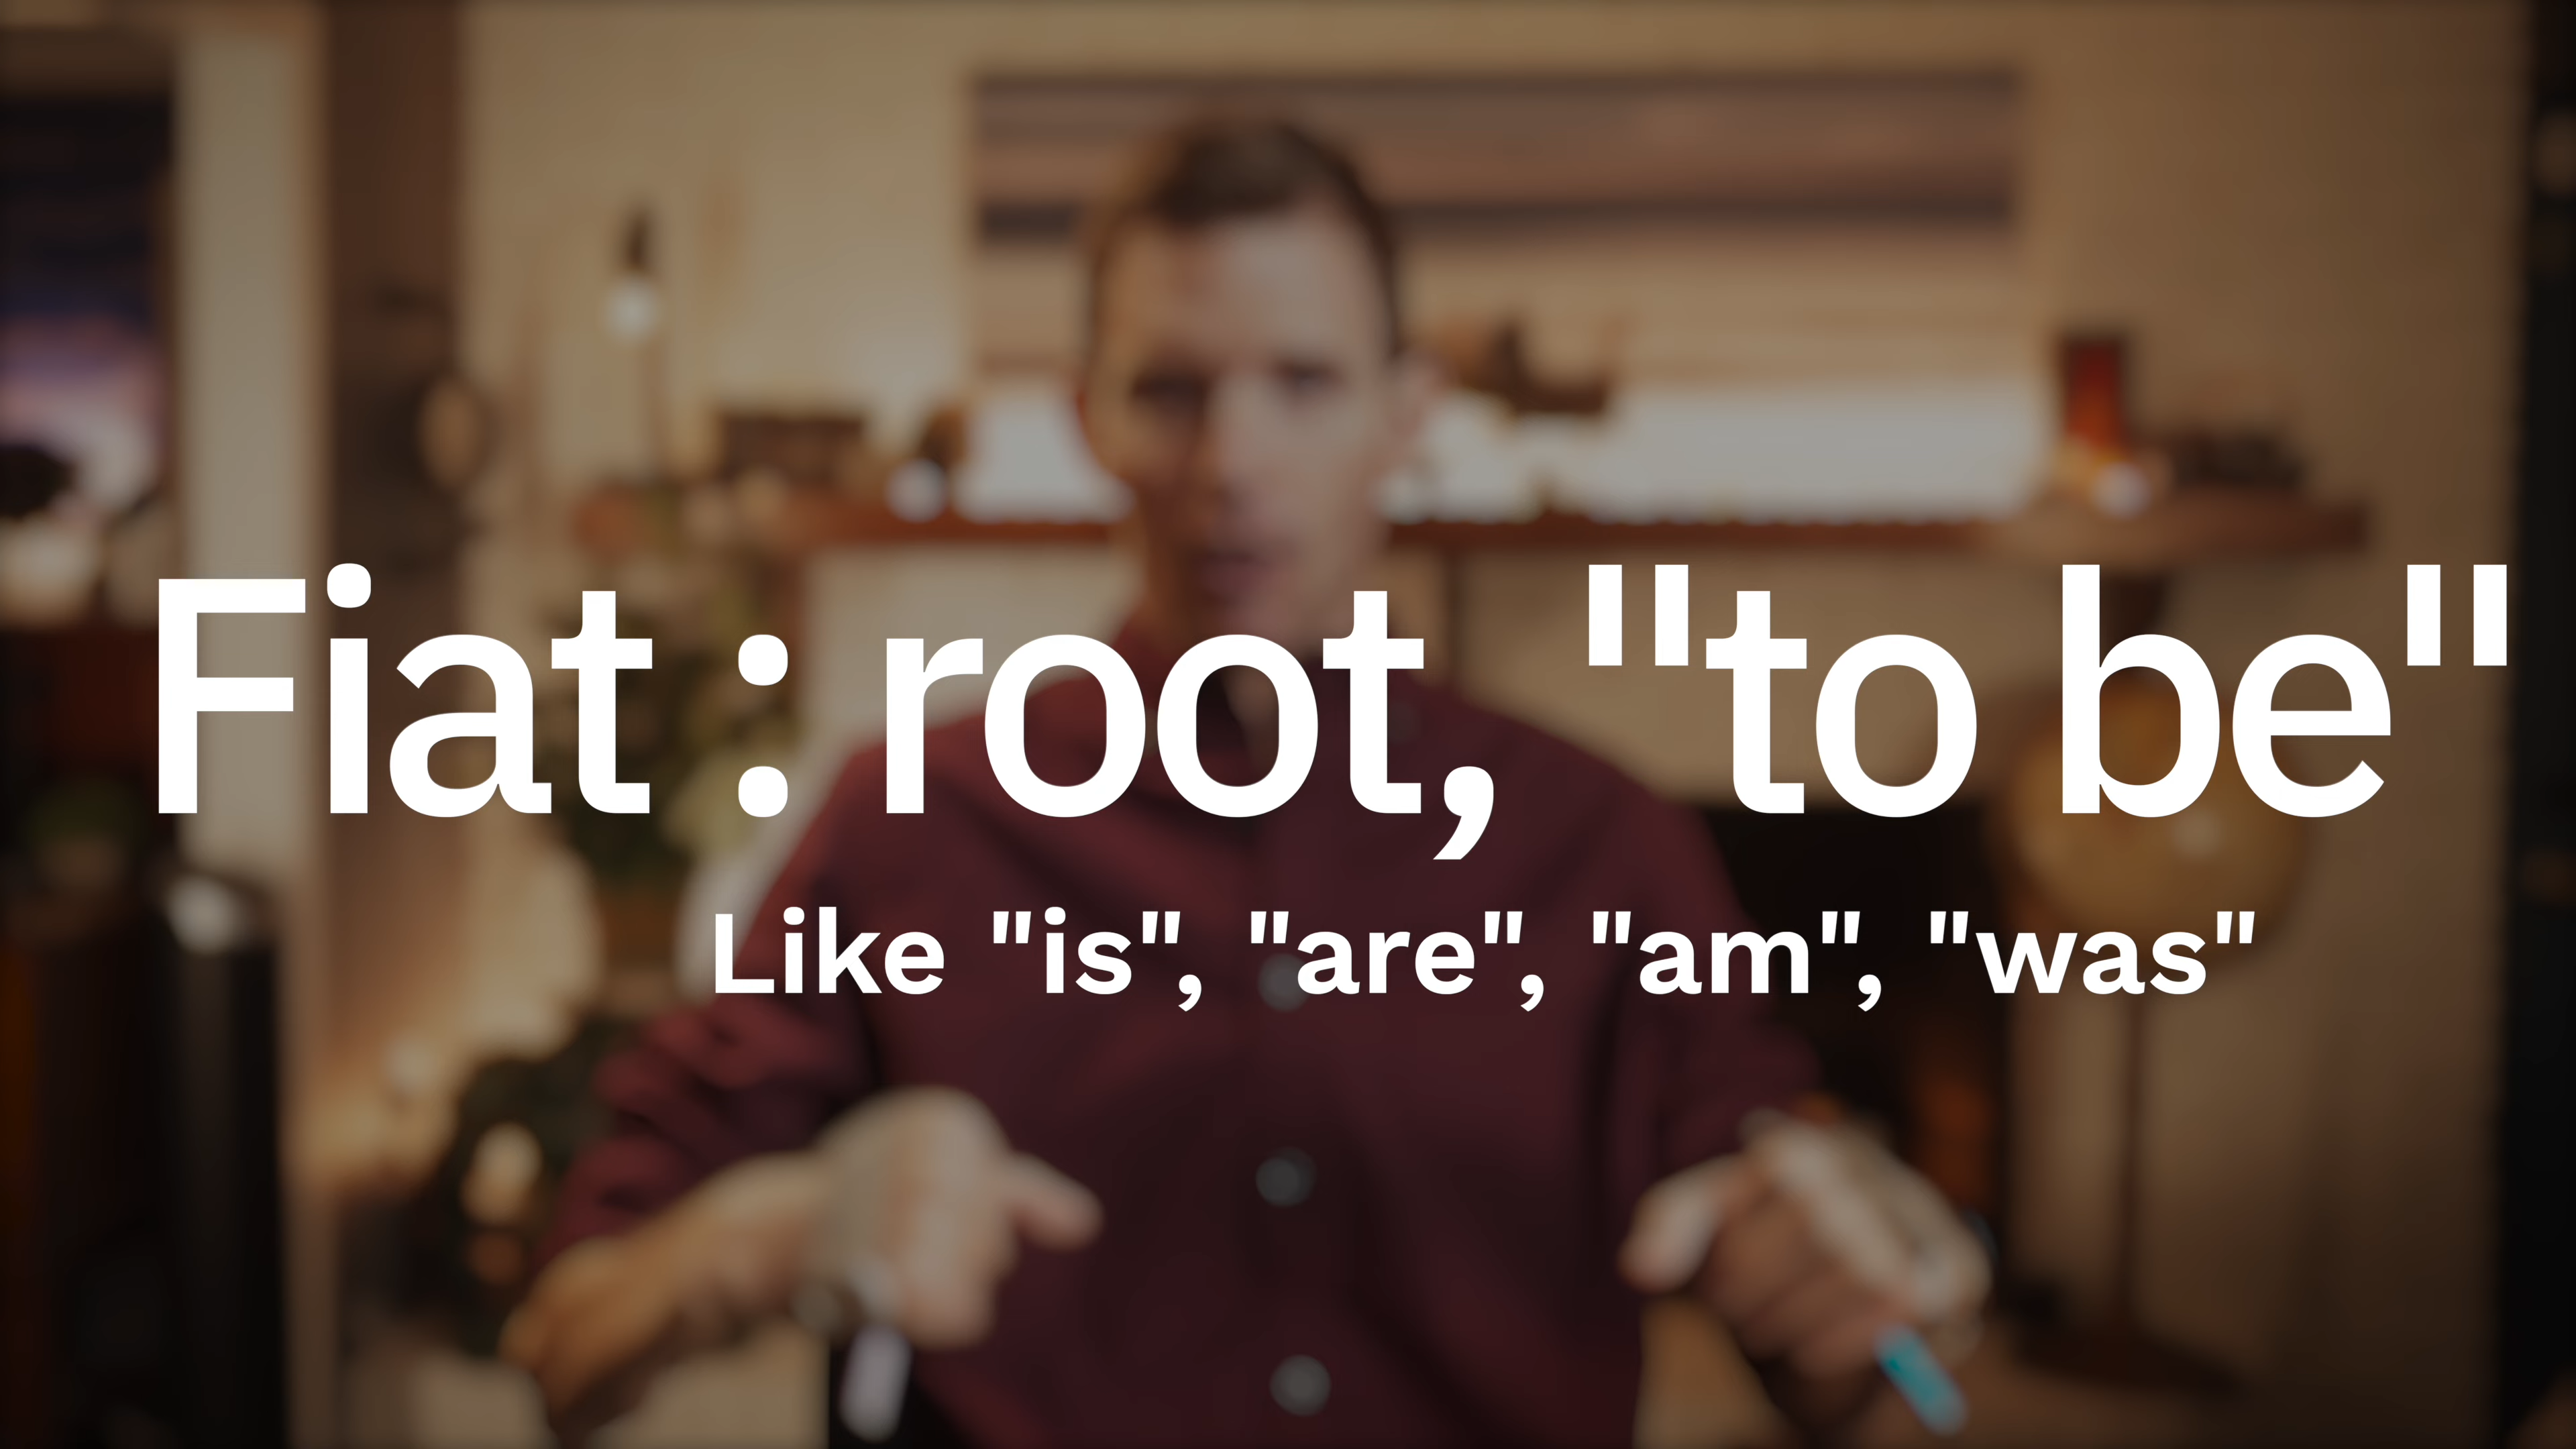 Fiat : root, "to be"
Like "is", "are", "am", "was"